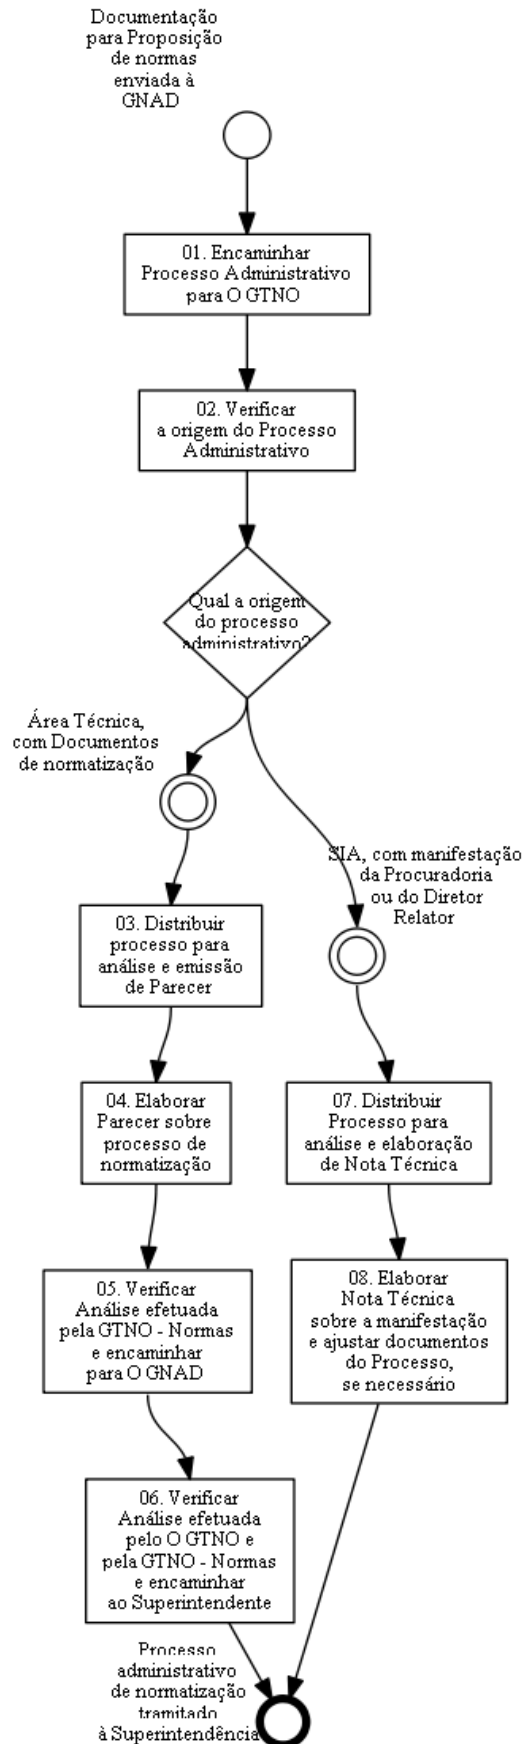 Documentação
para Proposição
de normas
enviada à
GNAD
01. Encaminhar
Processo Administrativo
para O GTNO
02. Verificar
a origem do Processo
Administrativo
Qual a origem
do processo
administrativo?
Área Técnica,
com Documentos
de normatização
SIA, com manifestação
da Procuradoria
ou do Diretor
Relator
03. Distribuir
processo para
análise e emissão
de Parecer
04. Elaborar
Parecer sobre
processo de
normatização
07. Distribuir
Processo para
análise e elaboração
de Nota Técnica
05. Verificar
Análise efetuada
pela GTNO - Normas
e encaminhar
para O GNAD
08. Elaborar
Nota Técnica
sobre a manifestação
e ajustar documentos
do Processo,
se necessário
06. Verificar
Análise efetuada
pelo O GTNO e
pela GTNO - Normas
e encaminhar
ao Superintendente
Processo
administrativo
de normatização
tramitado
à Superintendência